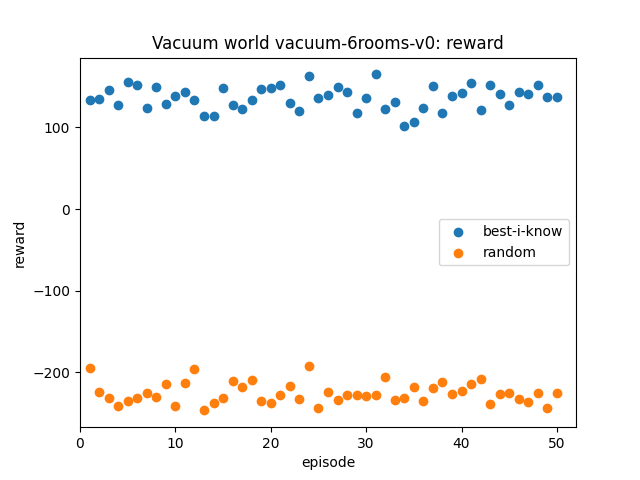 Vacuum world vacuum-6rooms-v0: reward
reward
100
0
−100
−200
best-i-know
random
0 10 20 30 40 50
episode